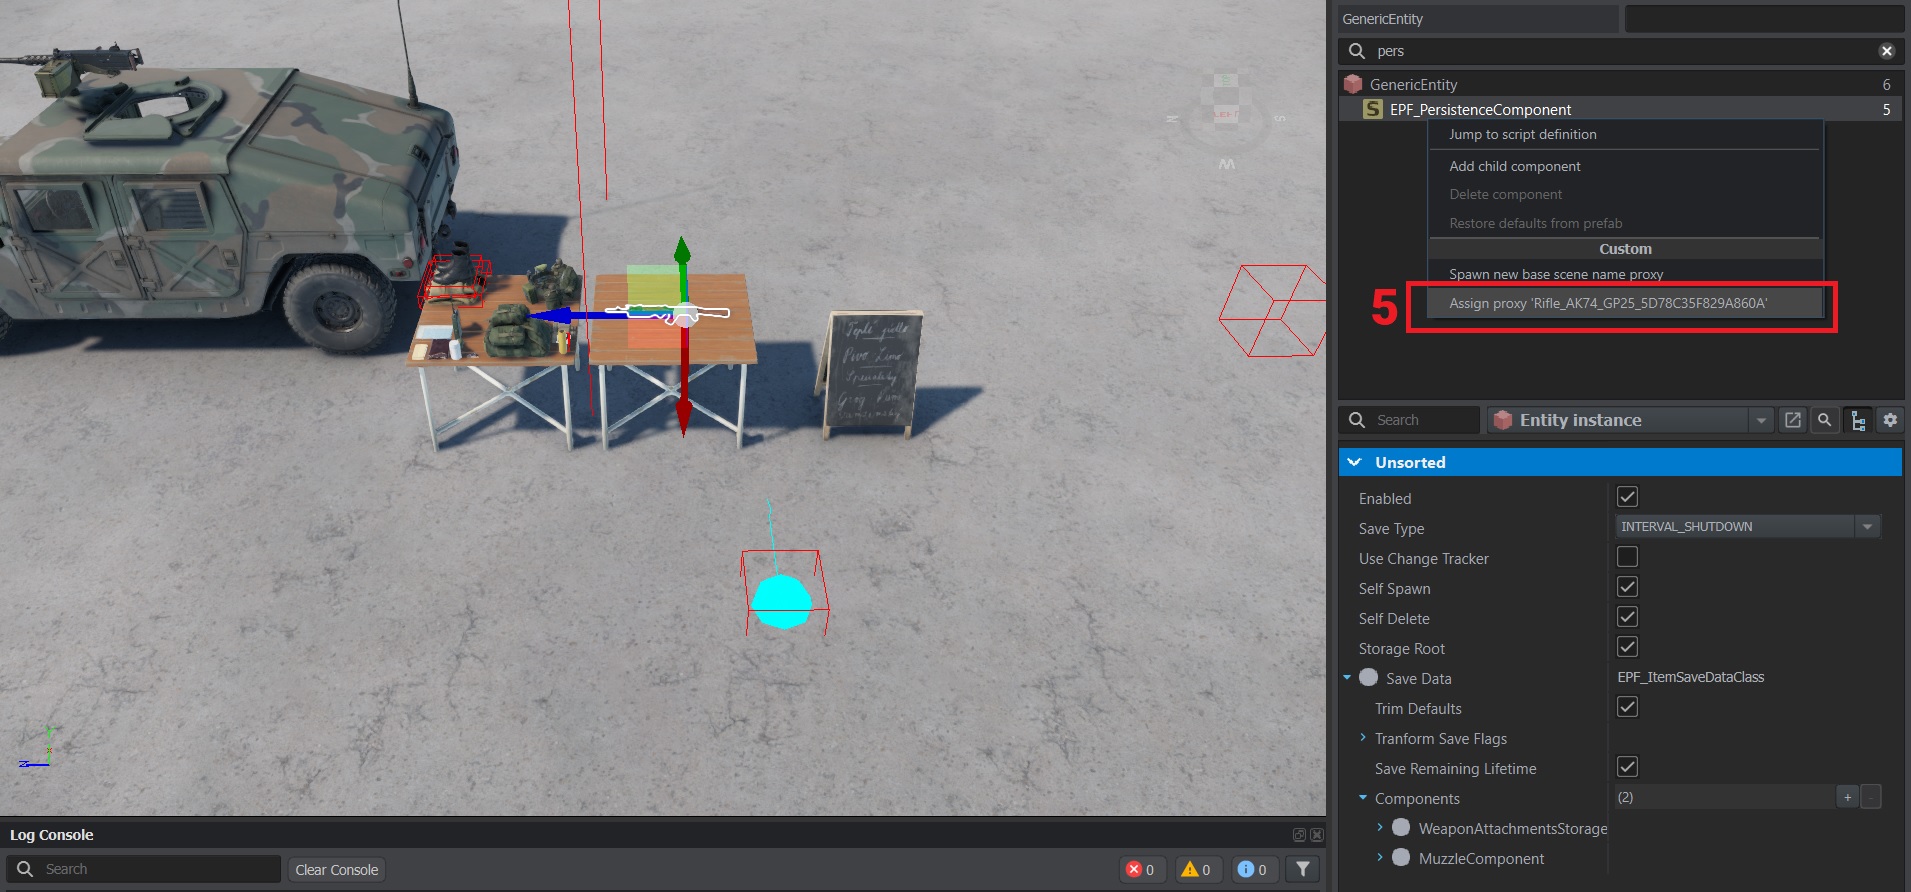 GenericEntity
pers
GenericEntity 6
S EPF_PersistenceComponent 5
Jump to script definition
Add child component
Delete component
Restore defaults from prefab
Custom
Spawn new base scene name proxy
5 Assign proxy 'Rifle_AK74_GP25_5D78C35F829A860A'
Search
Entity instance
Unsorted
Enabled
Save Type INTERVAL_SHUTDOWN
Use Change Tracker
Self Spawn
Self Delete
Storage Root
Save Data EPF_ItemSaveDataClass
Trim Defaults
Tranform Save Flags
Save Remaining Lifetime
Components (2) + -
WeaponAttachmentsStorage
MuzzleComponent
Log Console
Search
Clear Console
0
0
0